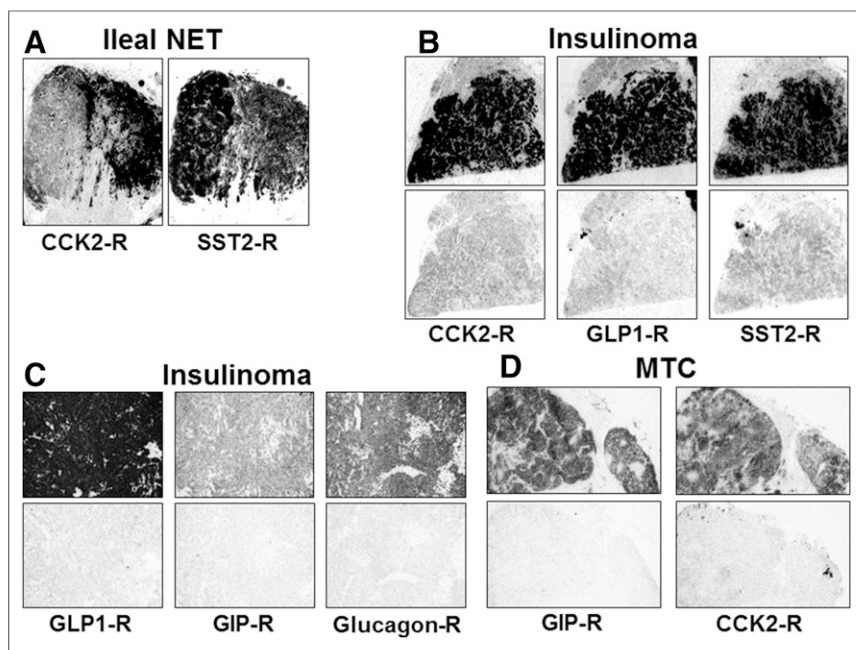 A Ileal NET
CCK2-R SST2-R
B Insulinoma
CCK2-R GLP1-R SST2-R
C Insulinoma
GLP1-R GIP-R Glucagon-R
D MTC
GIP-R CCK2-R